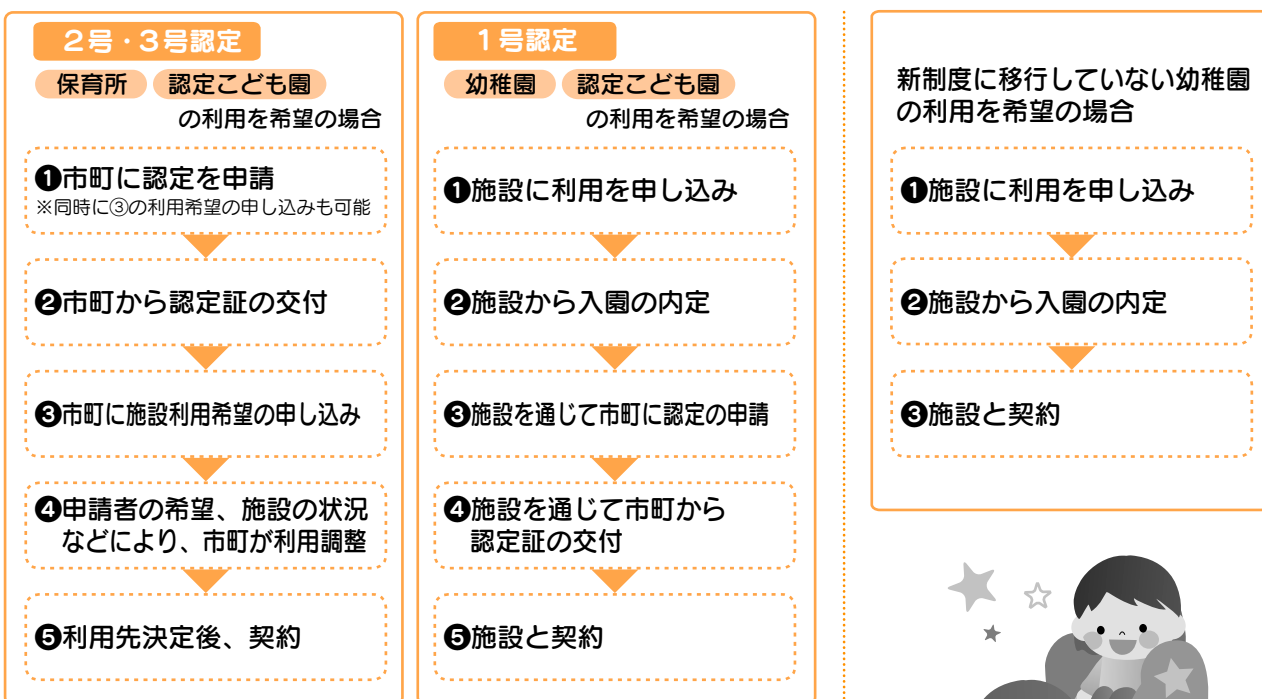 2号・3号認定
保育所 認定こども園
の利用を希望の場合
❶市町に認定を申請
※同時に③の利用希望の申し込みも可能
❷市町から認定証の交付
❸市町に施設利用希望の申し込み
❹申請者の希望、施設の状況
などにより、市町が利用調整
❺利用先決定後、契約
1号認定
幼稚園 認定こども園
の利用を希望の場合
❶施設に利用を申し込み
❷施設から入園の内定
❸施設を通じて市町に認定の申請
❹施設を通じて市町から
認定証の交付
❺施設と契約
新制度に移行していない幼稚園
の利用を希望の場合
❶施設に利用を申し込み
❷施設から入園の内定
❸施設と契約